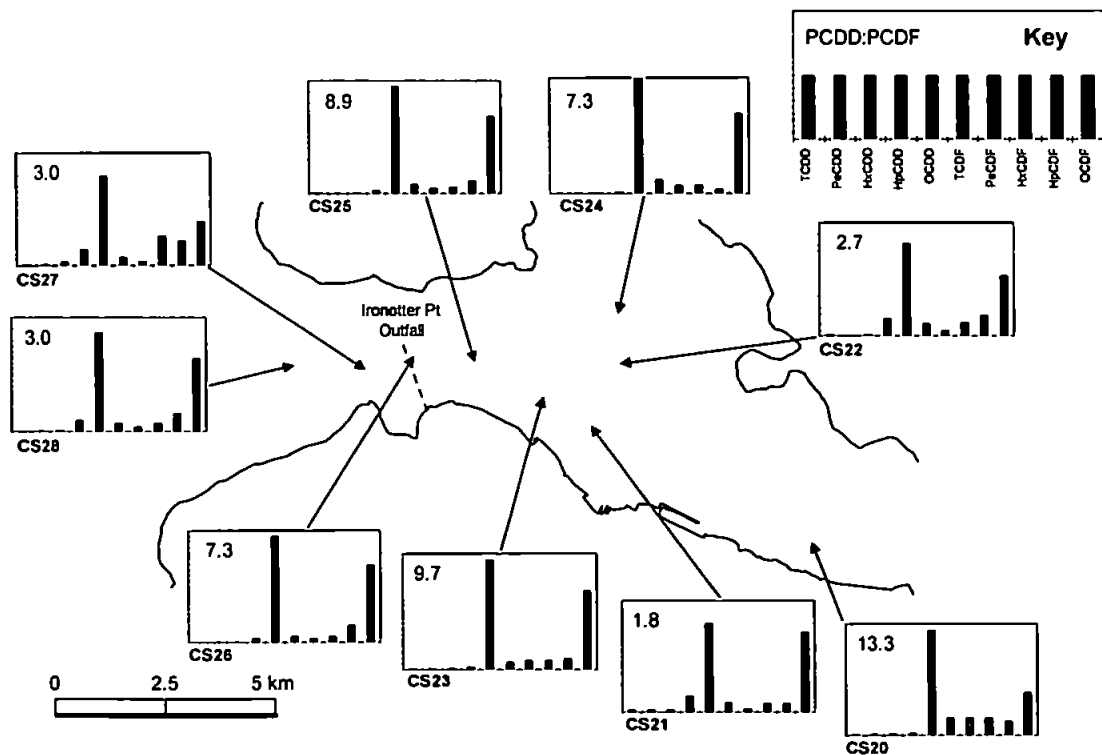 PCDD:PCDF Key
TCDD
PeCDD
HxCDD
HpCDD
OCDD
TCDF
PeCDF
HxCDF
HpCDF
OCDF
8.9
CS25
7.3
CS24
3.0
CS27
2.7
CS22
Ironotter Pt
Outfall
3.0
CS28
7.3
CS26
9.7
CS23
1.8
CS21
13.3
CS20
0 2.5 5 km